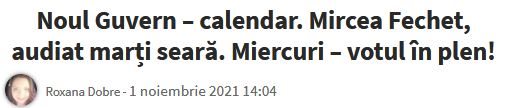 Noul Guvern – calendar. Mircea Fechet,
audiat marți seară. Miercuri – votul în plen!
Roxana Dobre - 1 noiembrie 2021 14:04